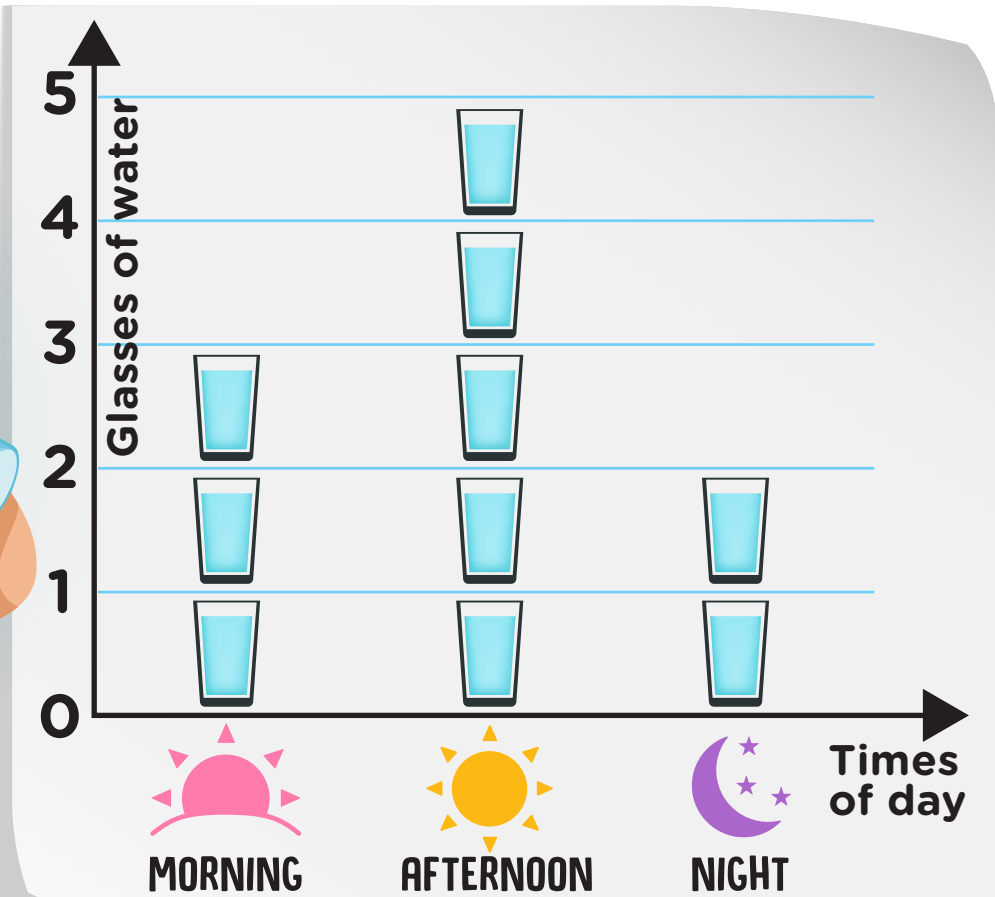 5
4
3
2
1
0
Glasses of water
Times
of day
MORNING
AFTERNOON
NIGHT